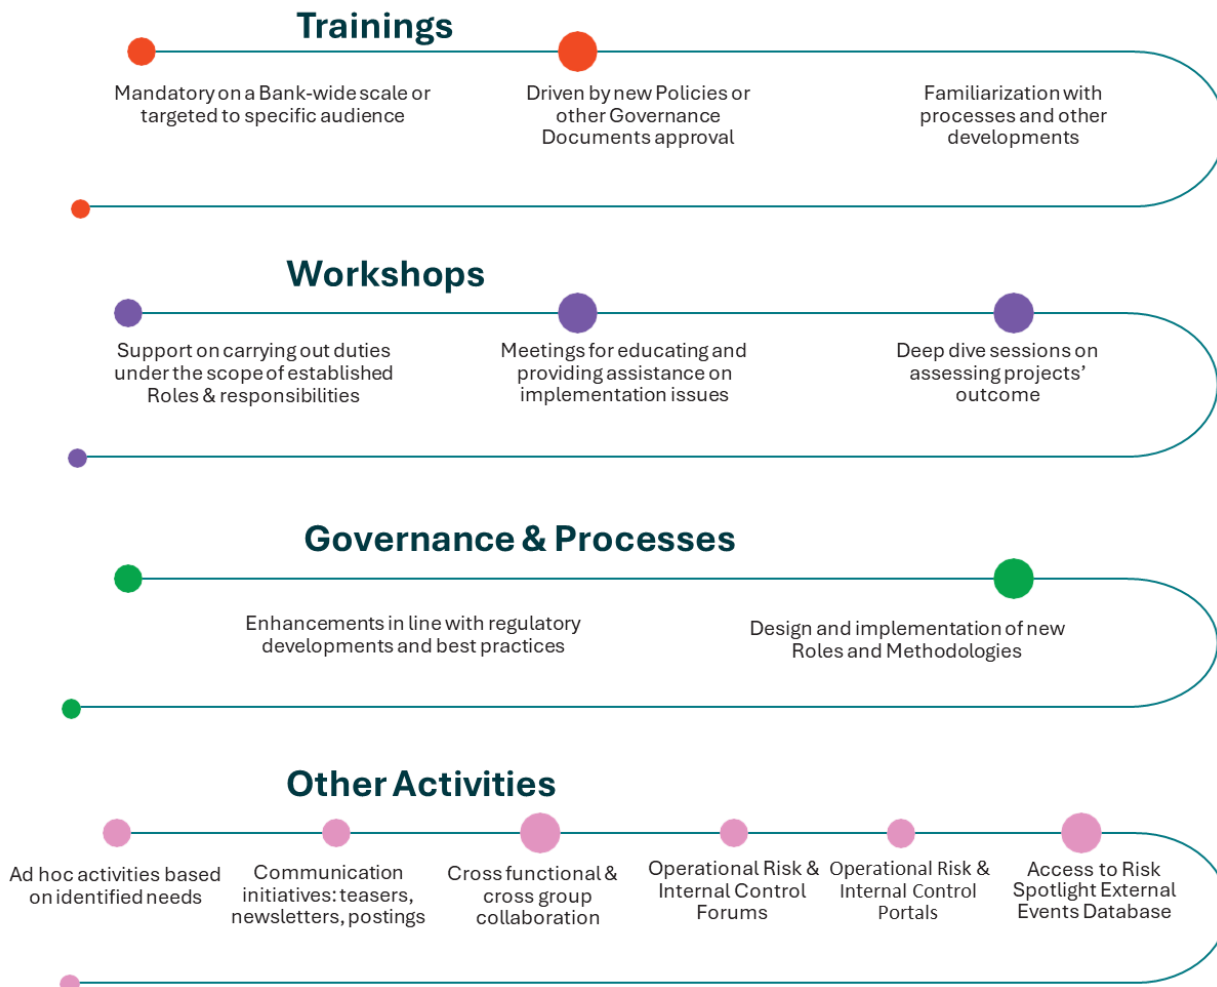 Trainings
Mandatory on a Bank-wide scale or
targeted to specific audience
Driven by new Policies or
other Governance
Documents approval
Familiarization with
processes and other
developments
Workshops
Support on carrying out duties
under the scope of established
Roles & responsibilities
Meetings for educating and
providing assistance on
implementation issues
Deep dive sessions on
assessing projects’
outcome
Governance & Processes
Enhancements in line with regulatory
developments and best practices
Design and implementation of new
Roles and Methodologies
Other Activities
Ad hoc activities based
on identified needs
Communication
initiatives: teasers,
newsletters, postings
Cross functional &
cross group
collaboration
Operational Risk &
Internal Control
Forums
Operational Risk &
Internal Control
Portals
Access to Risk
Spotlight External
Events Database